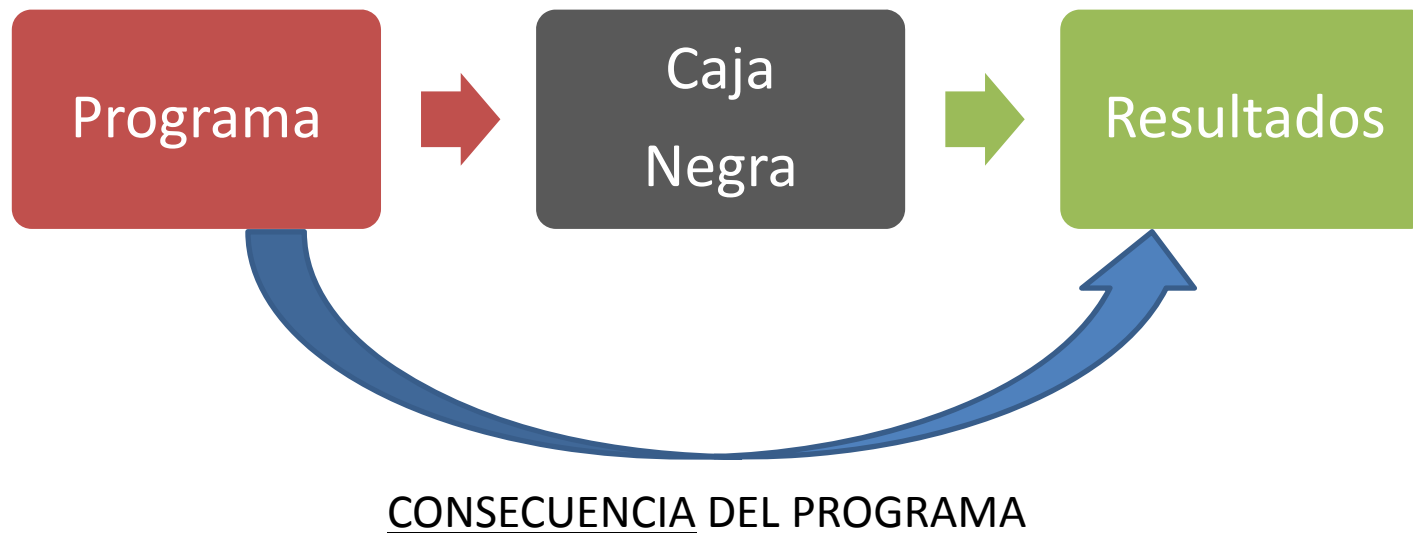 Programa
Caja
Negra
Resultados
CONSECUENCIA DEL PROGRAMA